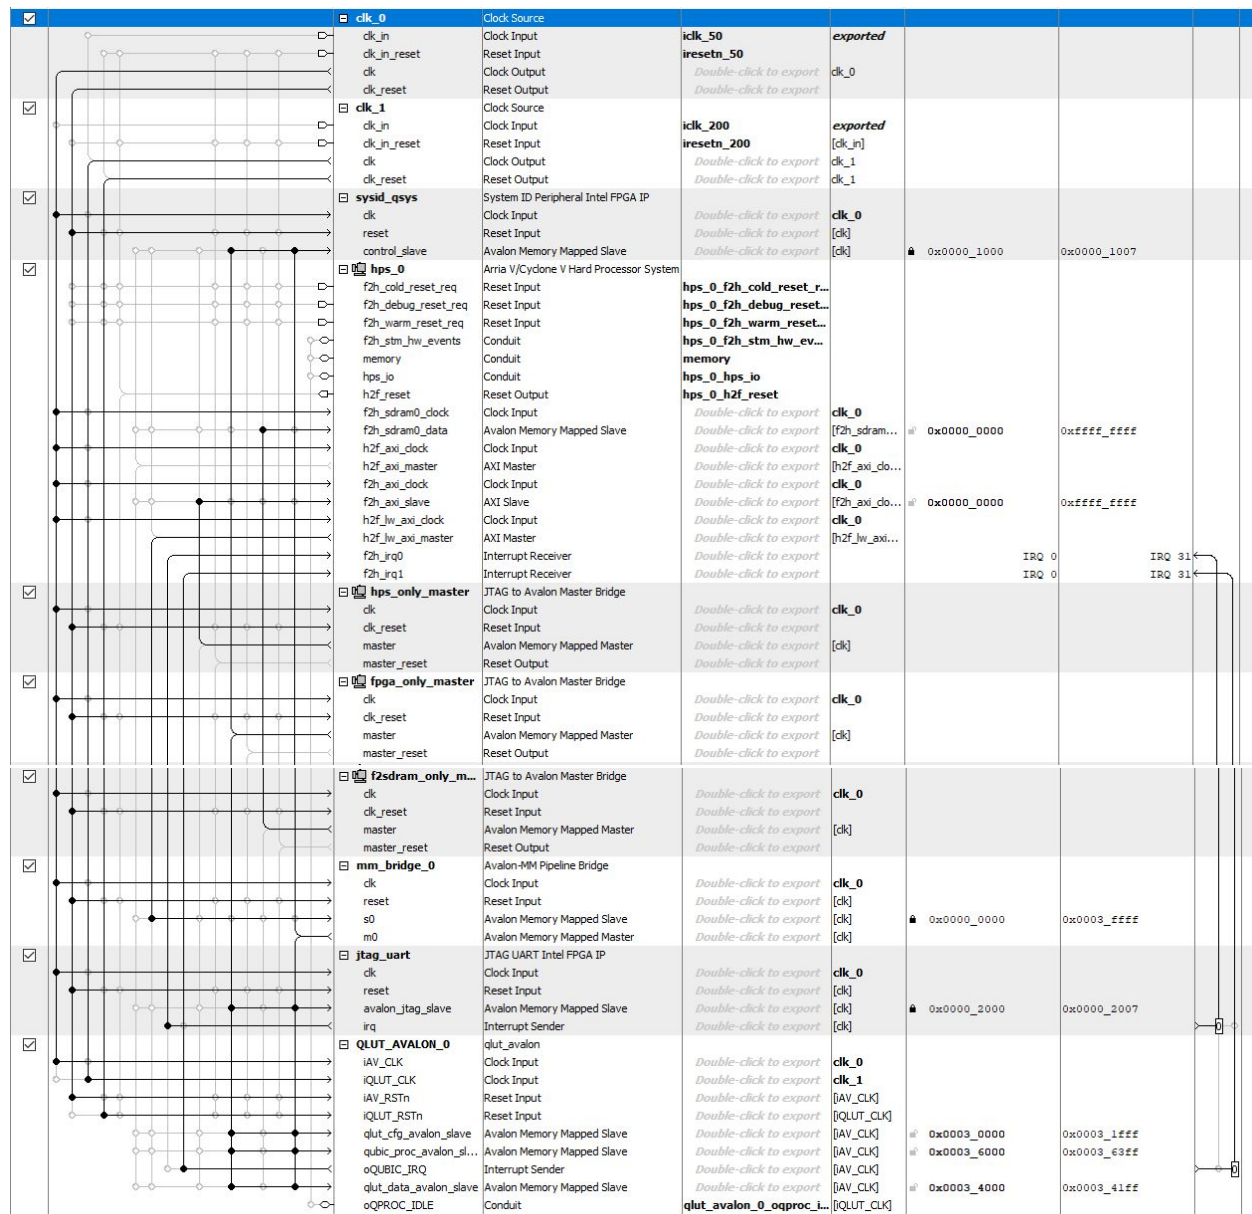 clk_0 Clock Source
clk_in Clock Input iclk_50 exported
clk_in_reset Reset Input iresetn_50
clk Clock Output Double-click to export clk_0
clk_reset Reset Output Double-click to export
clk_1 Clock Source
clk_in Clock Input iclk_200 exported
clk_in_reset Reset Input iresetn_200 [clk_in]
clk Clock Output Double-click to export clk_1
clk_reset Reset Output Double-click to export clk_1
sysid_qsys System ID Peripheral Intel FPGA IP
clk Clock Input Double-click to export clk_0
reset Reset Input Double-click to export [clk]
control_slave Avalon Memory Mapped Slave Double-click to export [clk] 0x0000_1000 0x0000_1007
hps_0 Arria V/Cyclone V Hard Processor System
f2h_cold_reset_req Reset Input hps_0_f2h_cold_reset_r...
f2h_debug_reset_req Reset Input hps_0_f2h_debug_reset...
f2h_warm_reset_req Reset Input hps_0_f2h_warm_reset...
f2h_stm_hw_events Conduit hps_0_f2h_stm_hw_ev...
memory Conduit memory
hps_io Conduit hps_0_hps_io
h2f_reset Reset Output hps_0_h2f_reset
f2h_sdram0_clock Clock Input Double-click to export clk_0
f2h_sdram0_data Avalon Memory Mapped Slave Double-click to export [f2h_sdram... 0x0000_0000 0xffff_ffff
h2f_axi_clock Clock Input Double-click to export clk_0
h2f_axi_master AXI Master Double-click to export [h2f_axi_clo...
f2h_axi_clock Clock Input Double-click to export clk_0
f2h_axi_slave AXI Slave Double-click to export [f2h_axi_clo... 0x0000_0000 0xffff_ffff
h2f_lw_axi_clock Clock Input Double-click to export clk_0
h2f_lw_axi_master AXI Master Double-click to export [h2f_lw_axi...
f2h_irq0 Interrupt Receiver Double-click to export IRQ 0 IRQ 31
f2h_irq1 Interrupt Receiver Double-click to export IRQ 0 IRQ 31
hps_only_master JTAG to Avalon Master Bridge
clk Clock Input Double-click to export clk_0
clk_reset Reset Input Double-click to export
master Avalon Memory Mapped Master Double-click to export [clk]
master_reset Reset Output Double-click to export
fpga_only_master JTAG to Avalon Master Bridge
clk Clock Input Double-click to export clk_0
clk_reset Reset Input Double-click to export
master Avalon Memory Mapped Master Double-click to export [clk]
master_reset Reset Output Double-click to export
f2sdram_only_m... JTAG to Avalon Master Bridge
clk Clock Input Double-click to export clk_0
clk_reset Reset Input Double-click to export
master Avalon Memory Mapped Master Double-click to export [clk]
master_reset Reset Output Double-click to export
mm_bridge_0 Avalon-MM Pipeline Bridge
clk Clock Input Double-click to export clk_0
reset Reset Input Double-click to export [clk]
s0 Avalon Memory Mapped Slave Double-click to export [clk] 0x0000_0000 0x0003_ffff
m0 Avalon Memory Mapped Master Double-click to export [clk]
jtag_uart JTAG UART Intel FPGA IP
clk Clock Input Double-click to export clk_0
reset Reset Input Double-click to export [clk]
avalon_jtag_slave Avalon Memory Mapped Slave Double-click to export [clk] 0x0000_2000 0x0000_2007
irq Interrupt Sender Double-click to export [clk] 0
QLUT_AVALON_0 qlut_avalon
iAV_CLK Clock Input Double-click to export clk_0
iQLUT_CLK Clock Input Double-click to export clk_1
iAV_RSTn Reset Input Double-click to export [iAV_CLK]
iQLUT_RSTn Reset Input Double-click to export [iQLUT_CLK]
qlut_cfg_avalon_slave Avalon Memory Mapped Slave Double-click to export [iAV_CLK] 0x0003_0000 0x0003_1fff
qubic_proc_avalon_sl... Avalon Memory Mapped Slave Double-click to export [iAV_CLK] 0x0003_6000 0x0003_63ff
oQUBIC_IRQ Interrupt Sender Double-click to export [iAV_CLK] 0
qlut_data_avalon_slave Avalon Memory Mapped Slave Double-click to export [iAV_CLK] 0x0003_4000 0x0003_41ff
oQPROC_IDLE Conduit qlut_avalon_0_oqproc_i... [iQLUT_CLK]